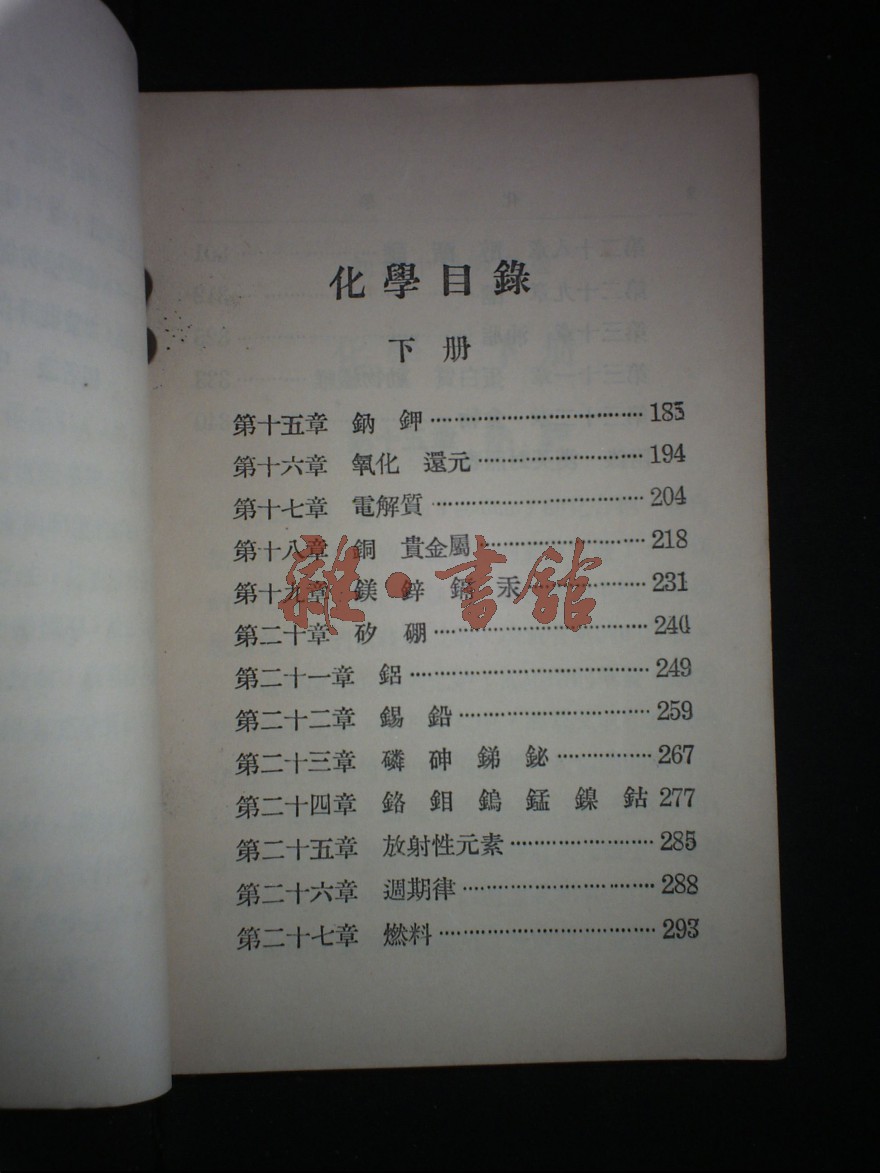 化學目錄
下册
第十五章 鈉 鉀 185
第十六章 氧化 還元 194
第十七章 電解質 204
第十八章 銅 貴金屬 218
第十九章 鎂 鋅 鎘 汞 231
第二十章 矽 硼 240
第二十一章 鋁 249
第二十二章 錫 鉛 259
第二十三章 磷 砷 銻 鉍 267
第二十四章 鉻 鉬 鎢 錳 鎳 鈷 277
第二十五章 放射性元素 285
第二十六章 週期律 288
第二十七章 燃料 293
雜·書館